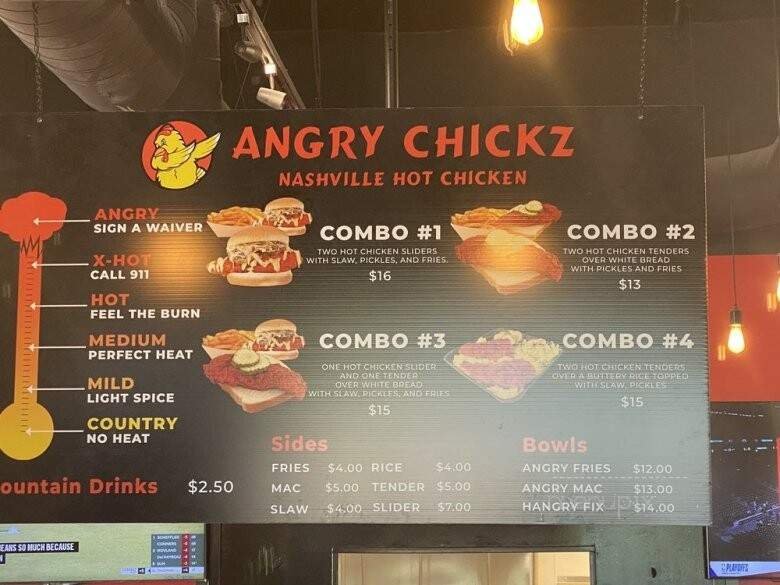 ANGRY CHICKZ
NASHVILLE HOT CHICKEN
ANGRY
SIGN A WAIVER
X-HOT
CALL 911
HOT
FEEL THE BURN
MEDIUM
PERFECT HEAT
MILD
LIGHT SPICE
COUNTRY
NO HEAT
COMBO #1
TWO HOT CHICKEN SLIDERS
WITH SLAW, PICKLES, AND FRIES.
$16
COMBO #2
TWO HOT CHICKEN TENDERS
OVER WHITE BREAD
WITH PICKLES AND FRIES
$13
COMBO #3
ONE HOT CHICKEN SLIDER
AND ONE TENDER
OVER WHITE BREAD
WITH SLAW, PICKLES, AND FRIES
$15
COMBO #4
TWO HOT CHICKEN TENDERS
OVER A BUTTERY RICE TOPPED
WITH SLAW, PICKLES
$15
Sides
FRIES $4.00 RICE $4.00
MAC $5.00 TENDER $5.00
SLAW $4.00 SLIDER $7.00
Bowls
ANGRY FRIES $12.00
ANGRY MAC $13.00
HANGRY FIX $14.00
ountain Drinks $2.50
EANS SO MUCH BECAUSE
PLAYOFFS